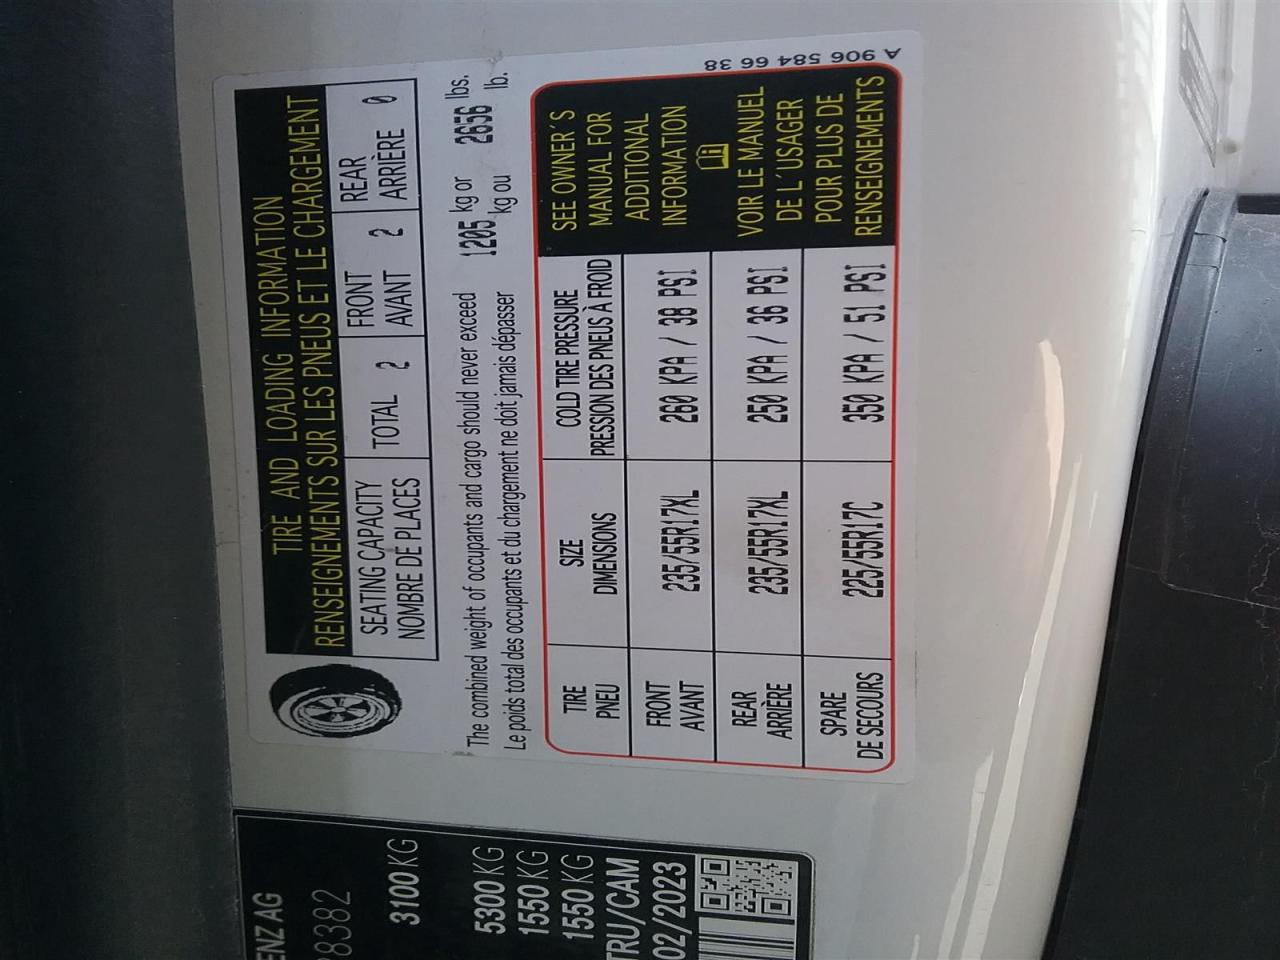 TIRE AND LOADING INFORMATION
RENSEIGNEMENTS SUR LES PNEUS ET LE CHARGEMENT
SEATING CAPACITY
NOMBRE DE PLACES
TOTAL 2
FRONT
AVANT 2
REAR
ARRIÈRE 0
The combined weight of occupants and cargo should never exceed 1205 kg or 2656 lbs.
Le poids total des occupants et du chargement ne doit jamais dépasser kg ou lb.
TIRE
PNEU
SIZE
DIMENSIONS
COLD TIRE PRESSURE
PRESSION DES PNEUS À FROID
FRONT
AVANT
235/55R17XL
260 KPA / 38 PSI
REAR
ARRIÈRE
235/55R17XL
250 KPA / 36 PSI
SPARE
DE SECOURS
225/55R17C
350 KPA / 51 PSI
SEE OWNER´S
MANUAL FOR
ADDITIONAL
INFORMATION
VOIR LE MANUEL
DE L´USAGER
POUR PLUS DE
RENSEIGNEMENTS
A 906 584 66 38
ENZ AG
8382
3100 KG
5300 KG
1550 KG
1550 KG
TRU/CAM
02/2023